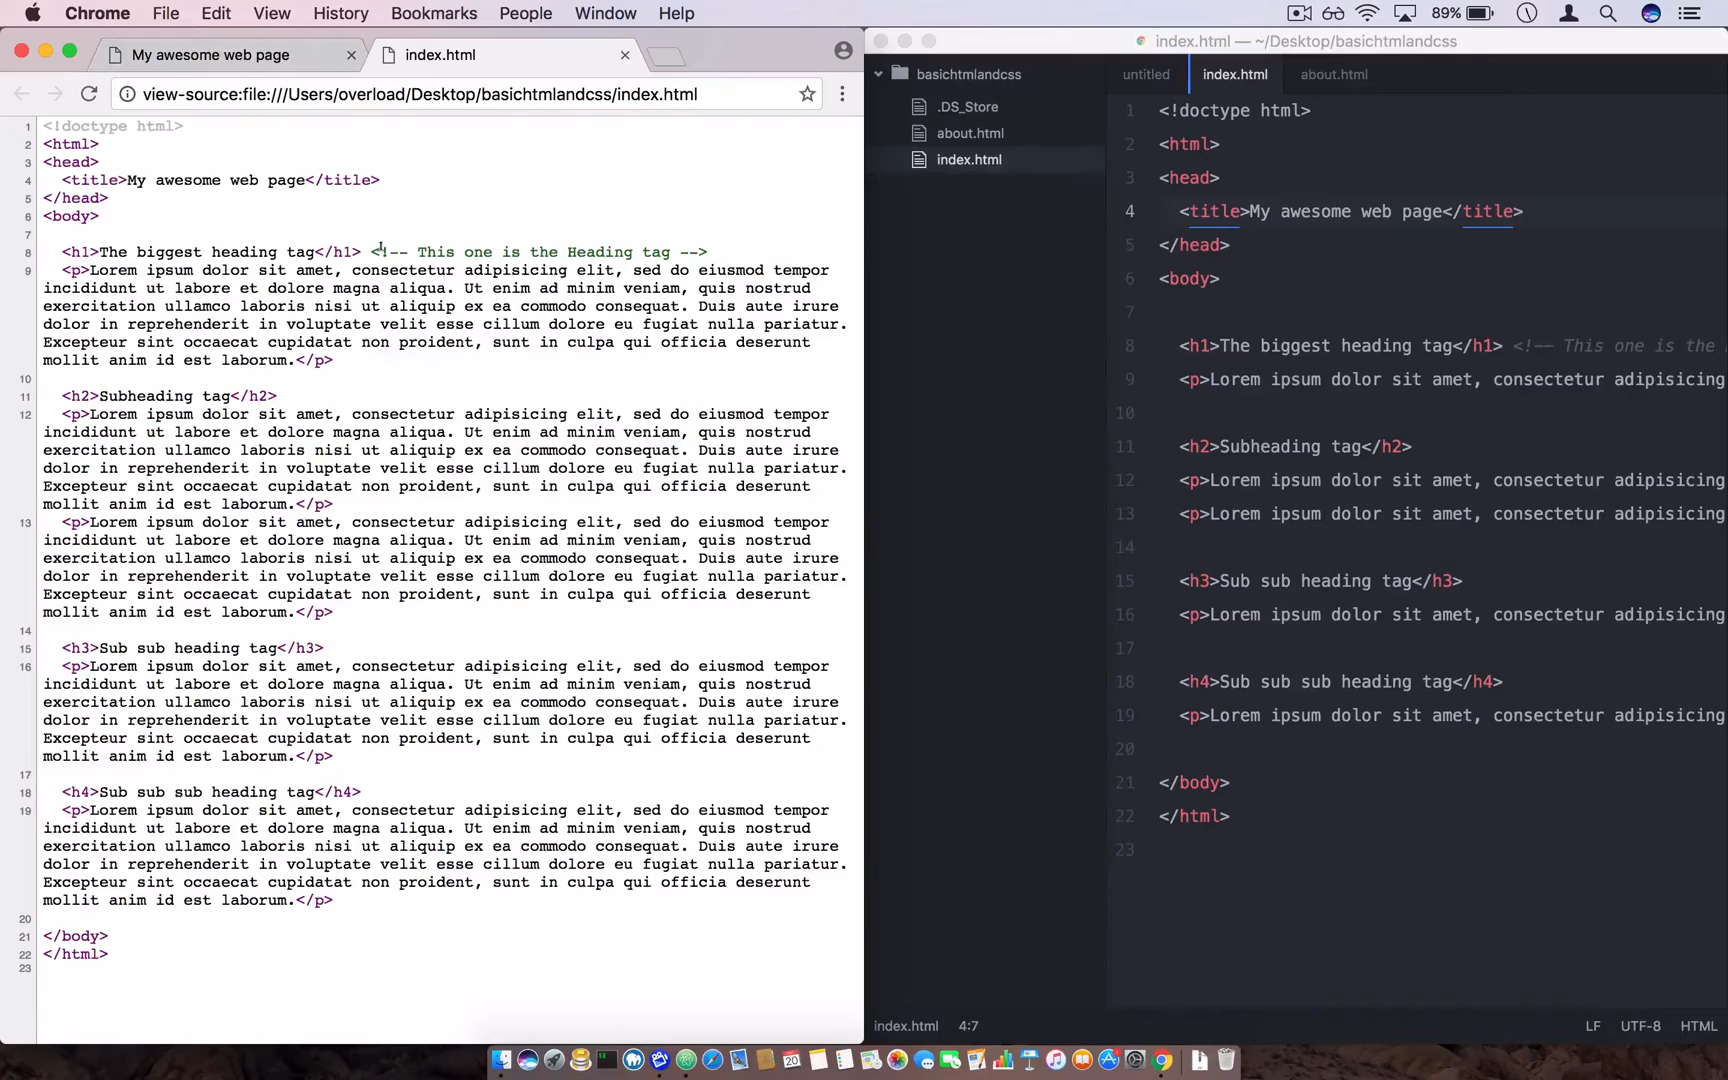 Chrome File Edit View History Bookmarks People Window Help 89%
My awesome web page index.html
view-source:file:///Users/overload/Desktop/basichtmlandcss/index.html
1 <!doctype html>
2 <html>
3 <head>
4 <title>My awesome web page</title>
5 </head>
6 <body>
7
8 <h1>The biggest heading tag</h1> <!-- This one is the Heading tag -->
9 <p>Lorem ipsum dolor sit amet, consectetur adipisicing elit, sed do eiusmod tempor
incididunt ut labore et dolore magna aliqua. Ut enim ad minim veniam, quis nostrud
exercitation ullamco laboris nisi ut aliquip ex ea commodo consequat. Duis aute irure
dolor in reprehenderit in voluptate velit esse cillum dolore eu fugiat nulla pariatur.
Excepteur sint occaecat cupidatat non proident, sunt in culpa qui officia deserunt
mollit anim id est laborum.</p>
10
11 <h2>Subheading tag</h2>
12 <p>Lorem ipsum dolor sit amet, consectetur adipisicing elit, sed do eiusmod tempor
incididunt ut labore et dolore magna aliqua. Ut enim ad minim veniam, quis nostrud
exercitation ullamco laboris nisi ut aliquip ex ea commodo consequat. Duis aute irure
dolor in reprehenderit in voluptate velit esse cillum dolore eu fugiat nulla pariatur.
Excepteur sint occaecat cupidatat non proident, sunt in culpa qui officia deserunt
mollit anim id est laborum.</p>
13 <p>Lorem ipsum dolor sit amet, consectetur adipisicing elit, sed do eiusmod tempor
incididunt ut labore et dolore magna aliqua. Ut enim ad minim veniam, quis nostrud
exercitation ullamco laboris nisi ut aliquip ex ea commodo consequat. Duis aute irure
dolor in reprehenderit in voluptate velit esse cillum dolore eu fugiat nulla pariatur.
Excepteur sint occaecat cupidatat non proident, sunt in culpa qui officia deserunt
mollit anim id est laborum.</p>
14
15 <h3>Sub sub heading tag</h3>
16 <p>Lorem ipsum dolor sit amet, consectetur adipisicing elit, sed do eiusmod tempor
incididunt ut labore et dolore magna aliqua. Ut enim ad minim veniam, quis nostrud
exercitation ullamco laboris nisi ut aliquip ex ea commodo consequat. Duis aute irure
dolor in reprehenderit in voluptate velit esse cillum dolore eu fugiat nulla pariatur.
Excepteur sint occaecat cupidatat non proident, sunt in culpa qui officia deserunt
mollit anim id est laborum.</p>
17
18 <h4>Sub sub sub heading tag</h4>
19 <p>Lorem ipsum dolor sit amet, consectetur adipisicing elit, sed do eiusmod tempor
incididunt ut labore et dolore magna aliqua. Ut enim ad minim veniam, quis nostrud
exercitation ullamco laboris nisi ut aliquip ex ea commodo consequat. Duis aute irure
dolor in reprehenderit in voluptate velit esse cillum dolore eu fugiat nulla pariatur.
Excepteur sint occaecat cupidatat non proident, sunt in culpa qui officia deserunt
mollit anim id est laborum.</p>
20
21 </body>
22 </html>
23
index.html — ~/Desktop/basichtmlandcss
basichtmlandcss
.DS_Store
about.html
index.html
untitled index.html about.html
1 <!doctype html>
2 <html>
3 <head>
4 <title>My awesome web page</title>
5 </head>
6 <body>
7
8 <h1>The biggest heading tag</h1> <!-- This one is the
9 <p>Lorem ipsum dolor sit amet, consectetur adipisicing
10
11 <h2>Subheading tag</h2>
12 <p>Lorem ipsum dolor sit amet, consectetur adipisicing
13 <p>Lorem ipsum dolor sit amet, consectetur adipisicing
14
15 <h3>Sub sub heading tag</h3>
16 <p>Lorem ipsum dolor sit amet, consectetur adipisicing
17
18 <h4>Sub sub sub heading tag</h4>
19 <p>Lorem ipsum dolor sit amet, consectetur adipisicing
20
21 </body>
22 </html>
23
index.html 4:7 LF UTF-8 HTML
20